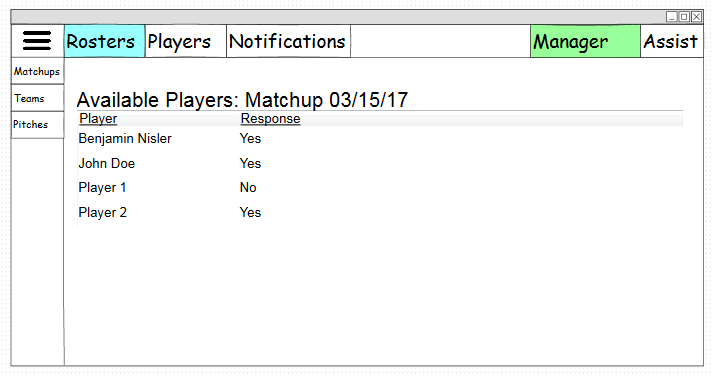 Rosters Players Notifications Manager Assist
Matchups
Teams
Pitches
Available Players: Matchup 03/15/17
Player Response
Benjamin Nisler Yes
John Doe Yes
Player 1 No
Player 2 Yes